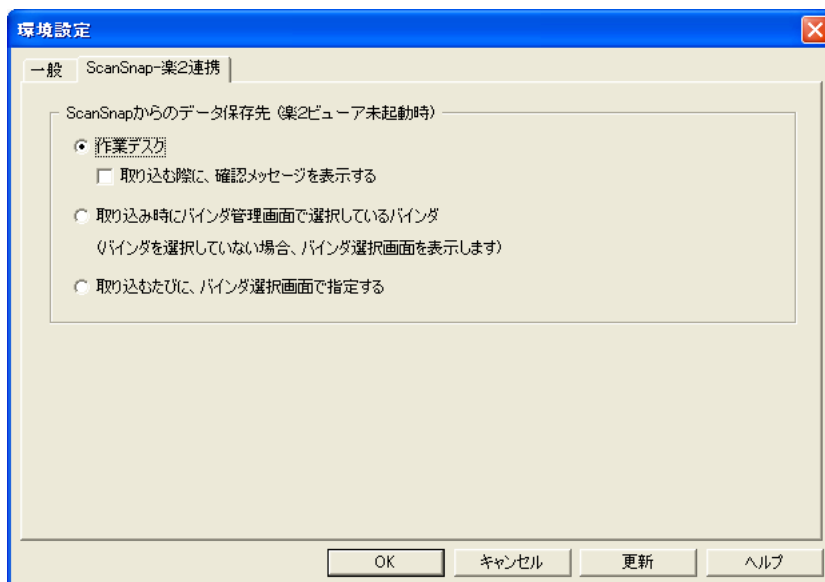 環境設定
一般
ScanSnap-楽2連携
ScanSnapからのデータ保存先 (楽2ビューア未起動時)
作業デスク
取り込む際に、確認メッセージを表示する
取り込み時にバインダ管理画面で選択しているバインダ
(バインダを選択していない場合、バインダ選択画面を表示します)
取り込むたびに、バインダ選択画面で指定する
OK
キャンセル
更新
ヘルプ